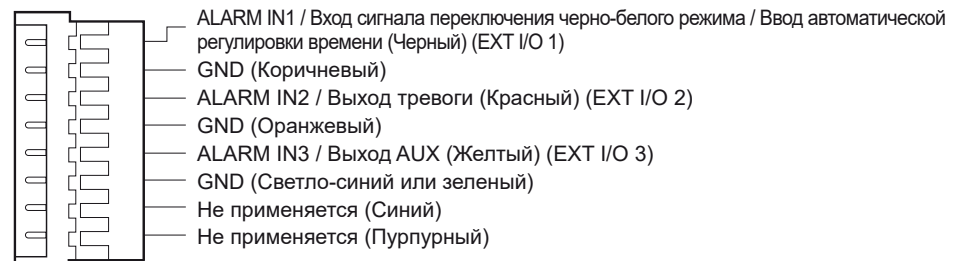 ALARM IN1 / Вход сигнала переключения черно-белого режима / Ввод автоматической
регулировки времени (Черный) (EXT I/O 1)
GND (Коричневый)
ALARM IN2 / Выход тревоги (Красный) (EXT I/O 2)
GND (Оранжевый)
ALARM IN3 / Выход AUX (Желтый) (EXT I/O 3)
GND (Светло-синий или зеленый)
Не применяется (Синий)
Не применяется (Пурпурный)